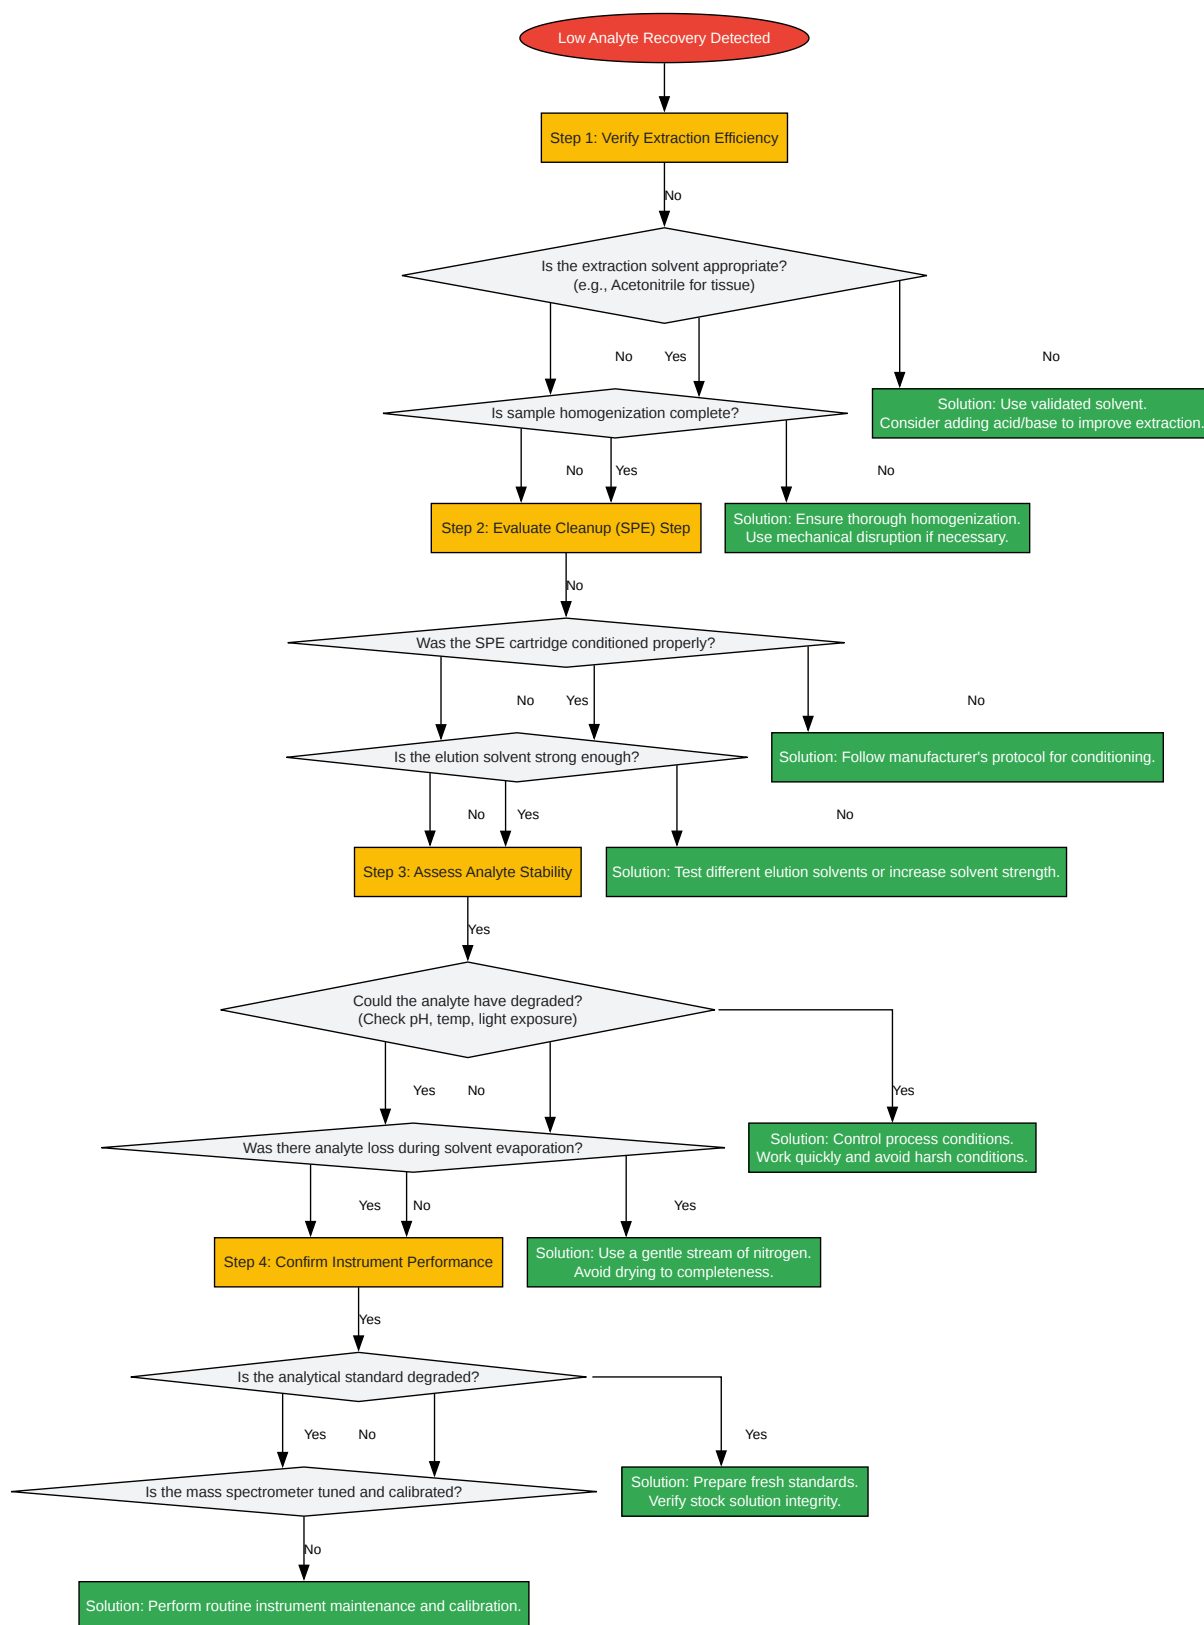 Low Analyte Recovery Detected
Step 1: Verify Extraction Efficiency
No
Is the extraction solvent appropriate?
(e.g., Acetonitrile for tissue)
No
Yes
No
Is sample homogenization complete?
Solution: Use validated solvent.
Consider adding acid/base to improve extraction.
No
Yes
No
Step 2: Evaluate Cleanup (SPE) Step
Solution: Ensure thorough homogenization.
Use mechanical disruption if necessary.
No
Was the SPE cartridge conditioned properly?
No
Yes
No
Is the elution solvent strong enough?
Solution: Follow manufacturer's protocol for conditioning.
No
Yes
No
Step 3: Assess Analyte Stability
Solution: Test different elution solvents or increase solvent strength.
Yes
Could the analyte have degraded?
(Check pH, temp, light exposure)
Yes
No
Yes
Was there analyte loss during solvent evaporation?
Solution: Control process conditions.
Work quickly and avoid harsh conditions.
Yes
No
Yes
Step 4: Confirm Instrument Performance
Solution: Use a gentle stream of nitrogen.
Avoid drying to completeness.
Yes
Is the analytical standard degraded?
Yes
No
Yes
Is the mass spectrometer tuned and calibrated?
Solution: Prepare fresh standards.
Verify stock solution integrity.
No
Solution: Perform routine instrument maintenance and calibration.